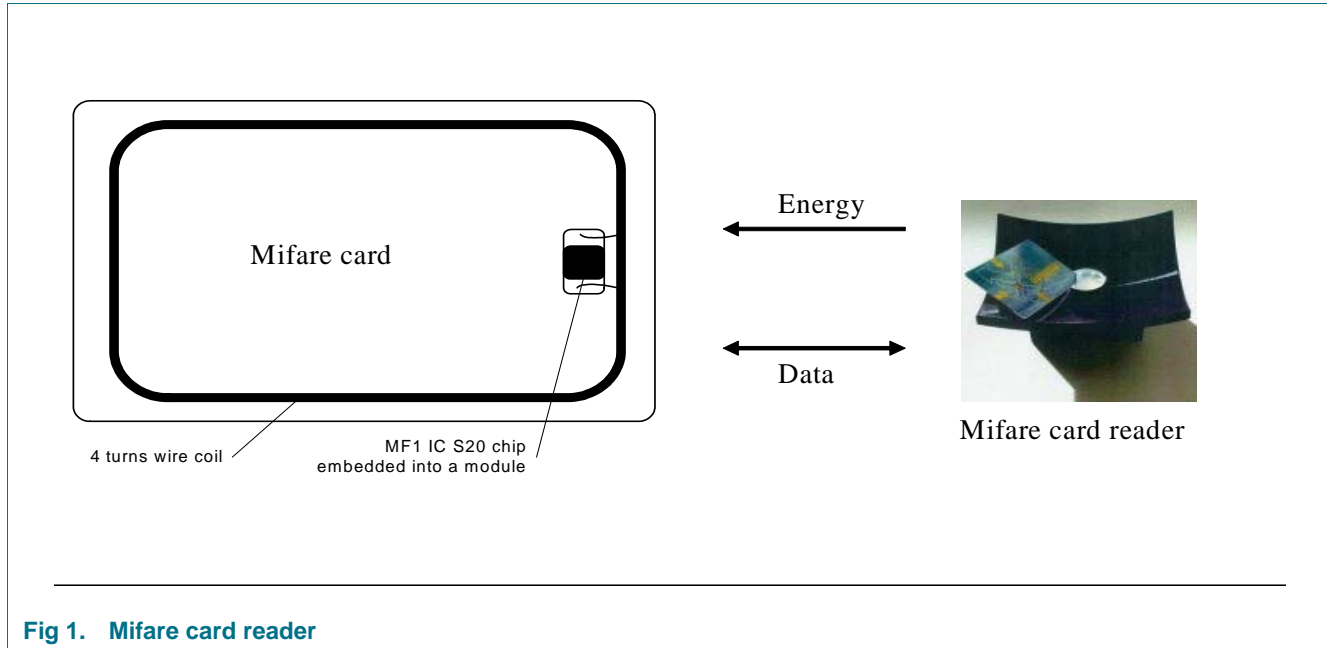 Mifare card
Energy
Data
Mifare card reader
4 turns wire coil
MF1 IC S20 chip
embedded into a module
Fig 1. Mifare card reader